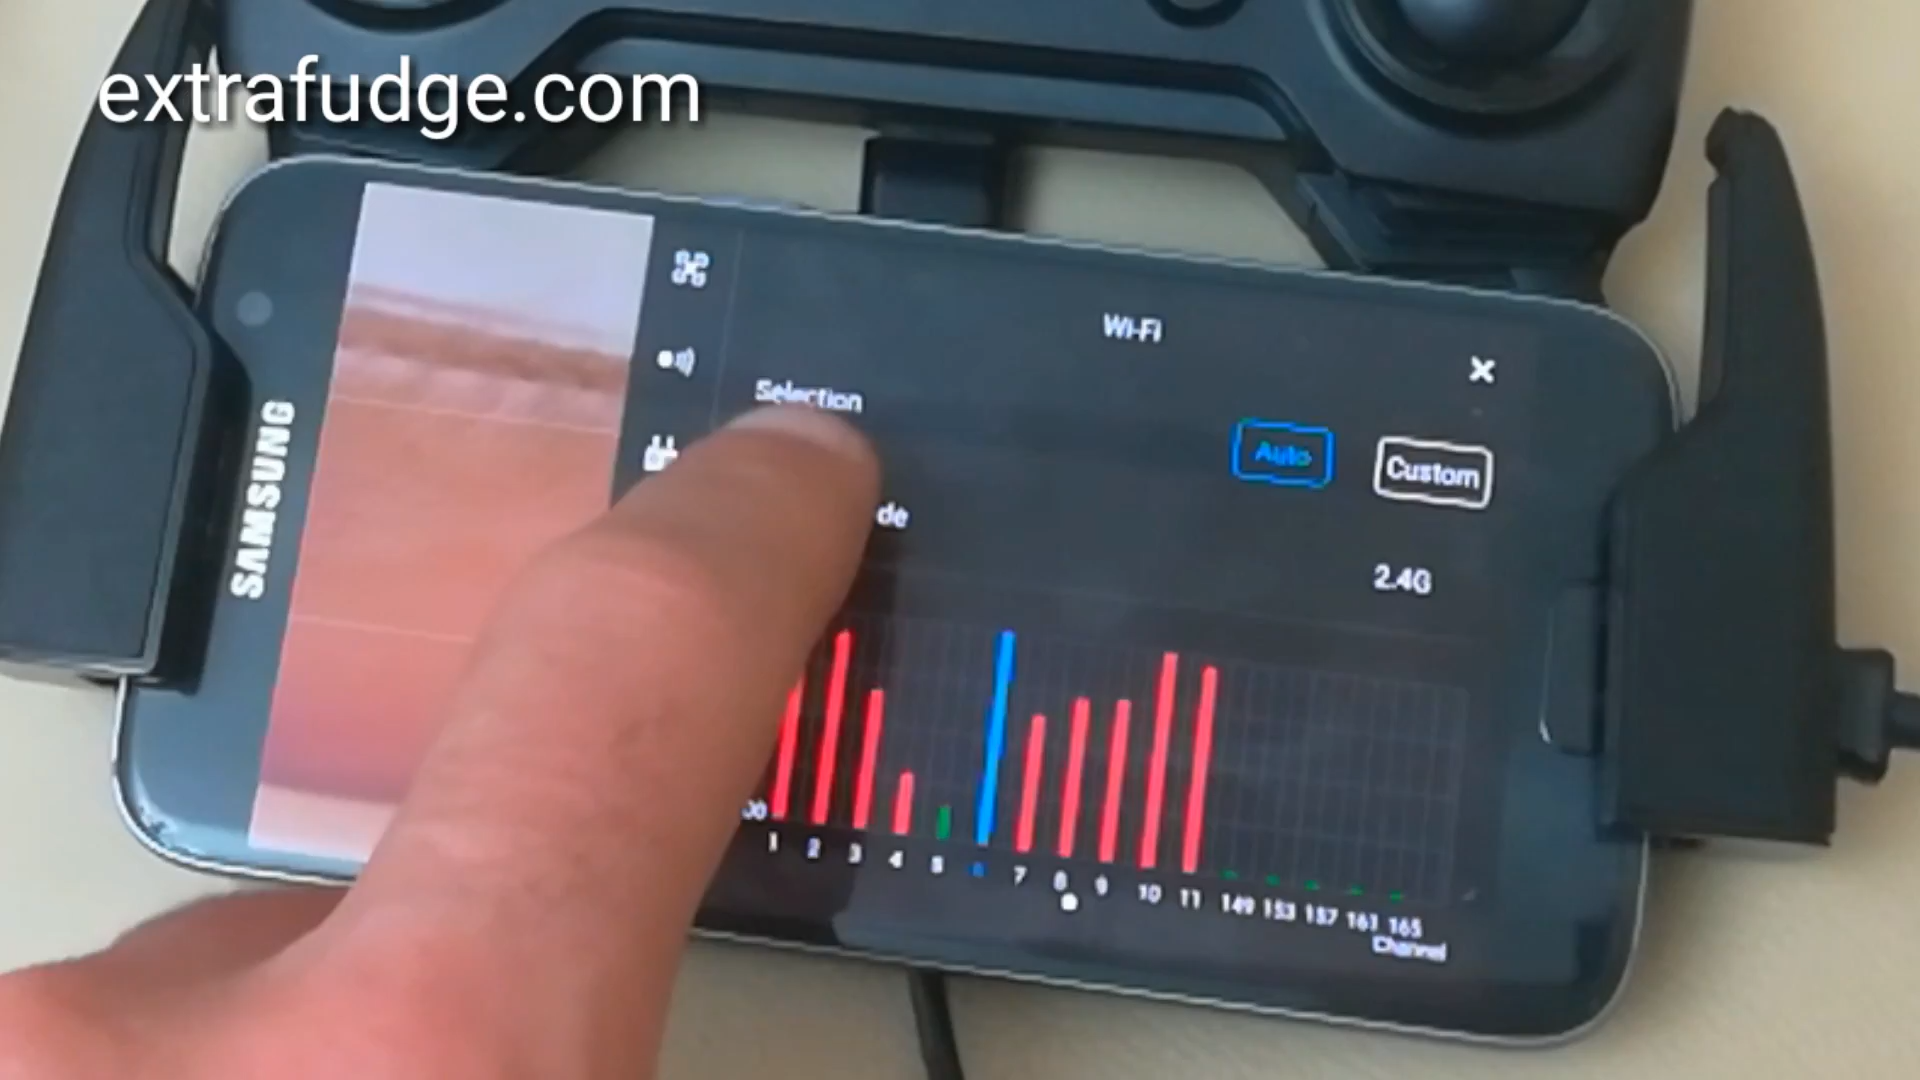 extrafudge.com
SAMSUNG
Wi-Fi
Selection
Auto
Custom
de
2.4G
00
1 2 3 4 5 6 7 8 9 10 11 149 153 157 161 165
Channel